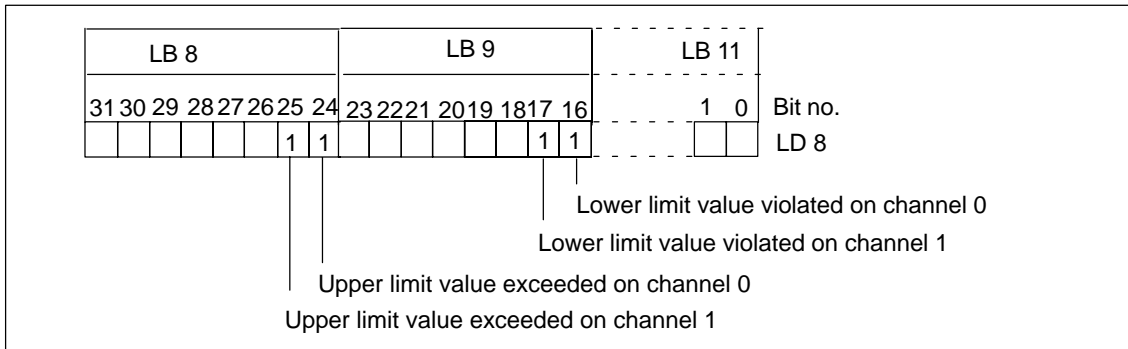 LB 8 LB 9 LB 11
31 30 29 28 27 26 25 24 23 22 21 20 19 18 17 16 1 0 Bit no.
1 1 1 1 LD 8
Lower limit value violated on channel 0
Lower limit value violated on channel 1
Upper limit value exceeded on channel 0
Upper limit value exceeded on channel 1